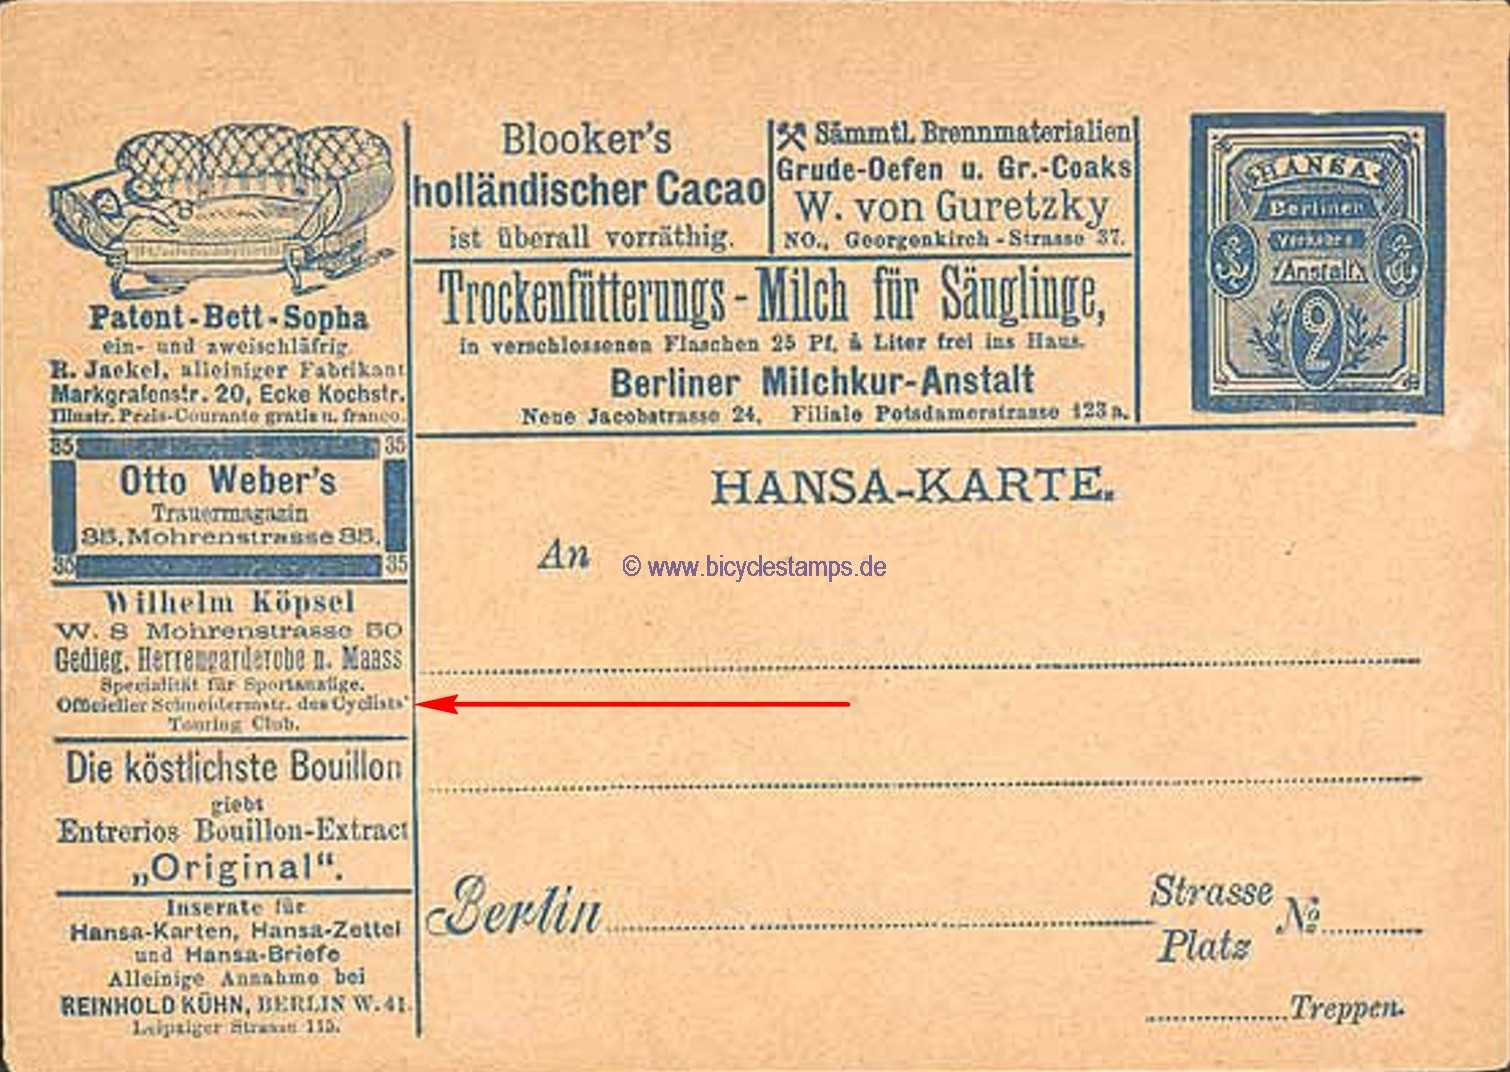 Patent-Bett-Sopha
ein- und zweischläfrig.
R. Jaekel, alleiniger Fabrikant
Markgrafenstr. 20, Ecke Kochstr.
Illustr. Preis-Courante gratis u. franco.
35 35
Otto Weber's
Trauermagazin
35, Mohrenstrasse 35.
35 35
Wilhelm Köpsel
W. 8 Mohrenstrasse 50
Gedieg. Herrengarderobe n. Maass
Specialität für Sportanzüge.
Officieller Schneidermstr. des Cyclists'
Touring Club.
Die köstlichste Bouillon
giebt
Entrerios Bouillon-Extract
„Original“.
Inserate für
Hansa-Karten, Hansa-Zettel
und Hansa-Briefe
Alleinige Annahme bei
REINHOLD KÜHN, BERLIN W. 41.
Leipziger Strasse 115.
Blooker's
holländischer Cacao
ist überall vorräthig.
Sämmtl. Brennmaterialien
Grude-Oefen u. Gr.-Coaks
W. von Guretzky
NO., Georgenkirch-Strasse 37.
Trockenfütterungs-Milch für Säuglinge,
in verschlossenen Flaschen 25 Pf. à Liter frei ins Haus.
Berliner Milchkur-Anstalt
Neue Jacobstrasse 24, Filiale Potsdamerstrasse 123a.
HANSA
Berliner
Verkehrs
Anstalt
2 2
2
HANSA-KARTE.
An
© www.bicyclestamps.de
Berlin
Strasse
Platz
No
Treppen.